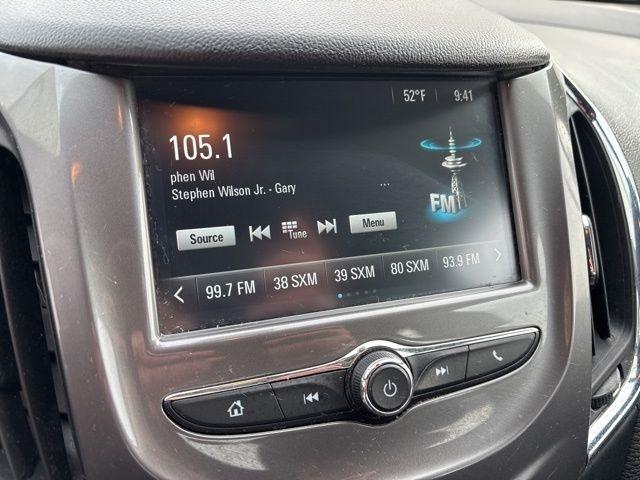 52°F 9:41
105.1
phen Wil
Stephen Wilson Jr. - Gary
...
FM
Source Tune Menu
99.7 FM 38 SXM 39 SXM 80 SXM 93.9 FM